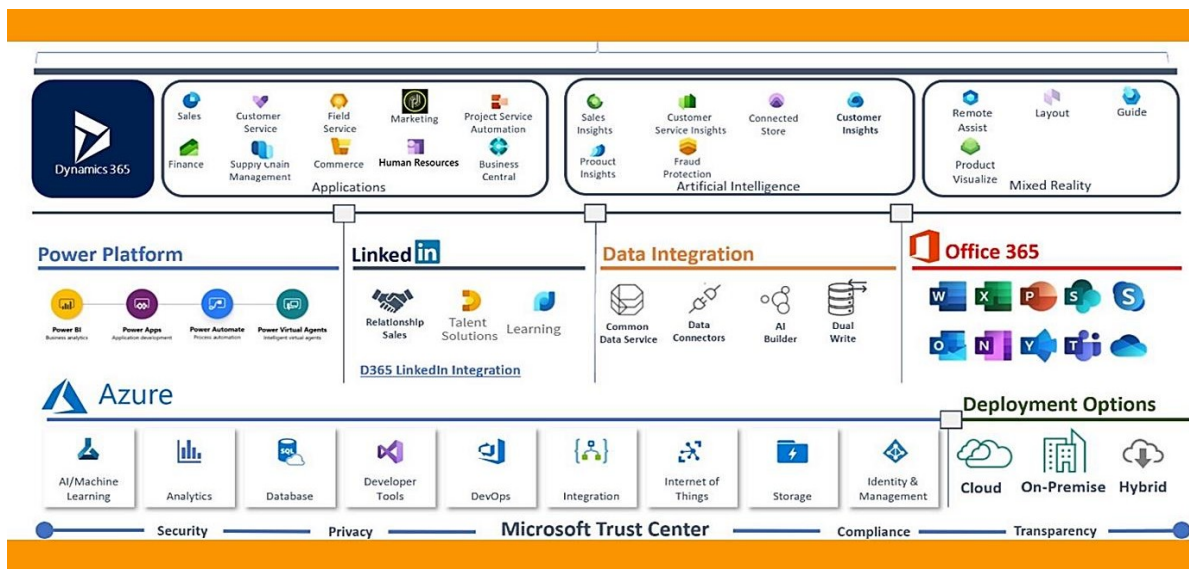 Dynamics 365
Sales
Customer
Service
Field
Service
Marketing
Project Service
Automation
Finance
Supply Chain
Management
Commerce
Human Resources
Business
Central
Applications
Sales
Insights
Customer
Service Insights
Connected
Store
Customer
Insights
Product
Insights
Fraud
Protection
Artificial Intelligence
Remote
Assist
Layout
Guide
Product
Visualize
Mixed Reality
Power Platform
Power BI
Business analytics
Power Apps
Application development
Power Automate
Process automation
Power Virtual Agents
Intelligent virtual agents
Linked in
Relationship
Sales
Talent
Solutions
Learning
D365 LinkedIn Integration
Data Integration
Common
Data Service
Data
Connectors
AI
Builder
Dual
Write
Office 365
W X P S S
O N Y T
Azure
AI/Machine
Learning
Analytics
SQL
Database
Developer
Tools
DevOps
Integration
Internet of
Things
Storage
Identity &
Management
Deployment Options
Cloud
On-Premise
Hybrid
Security
Privacy
Microsoft Trust Center
Compliance
Transparency